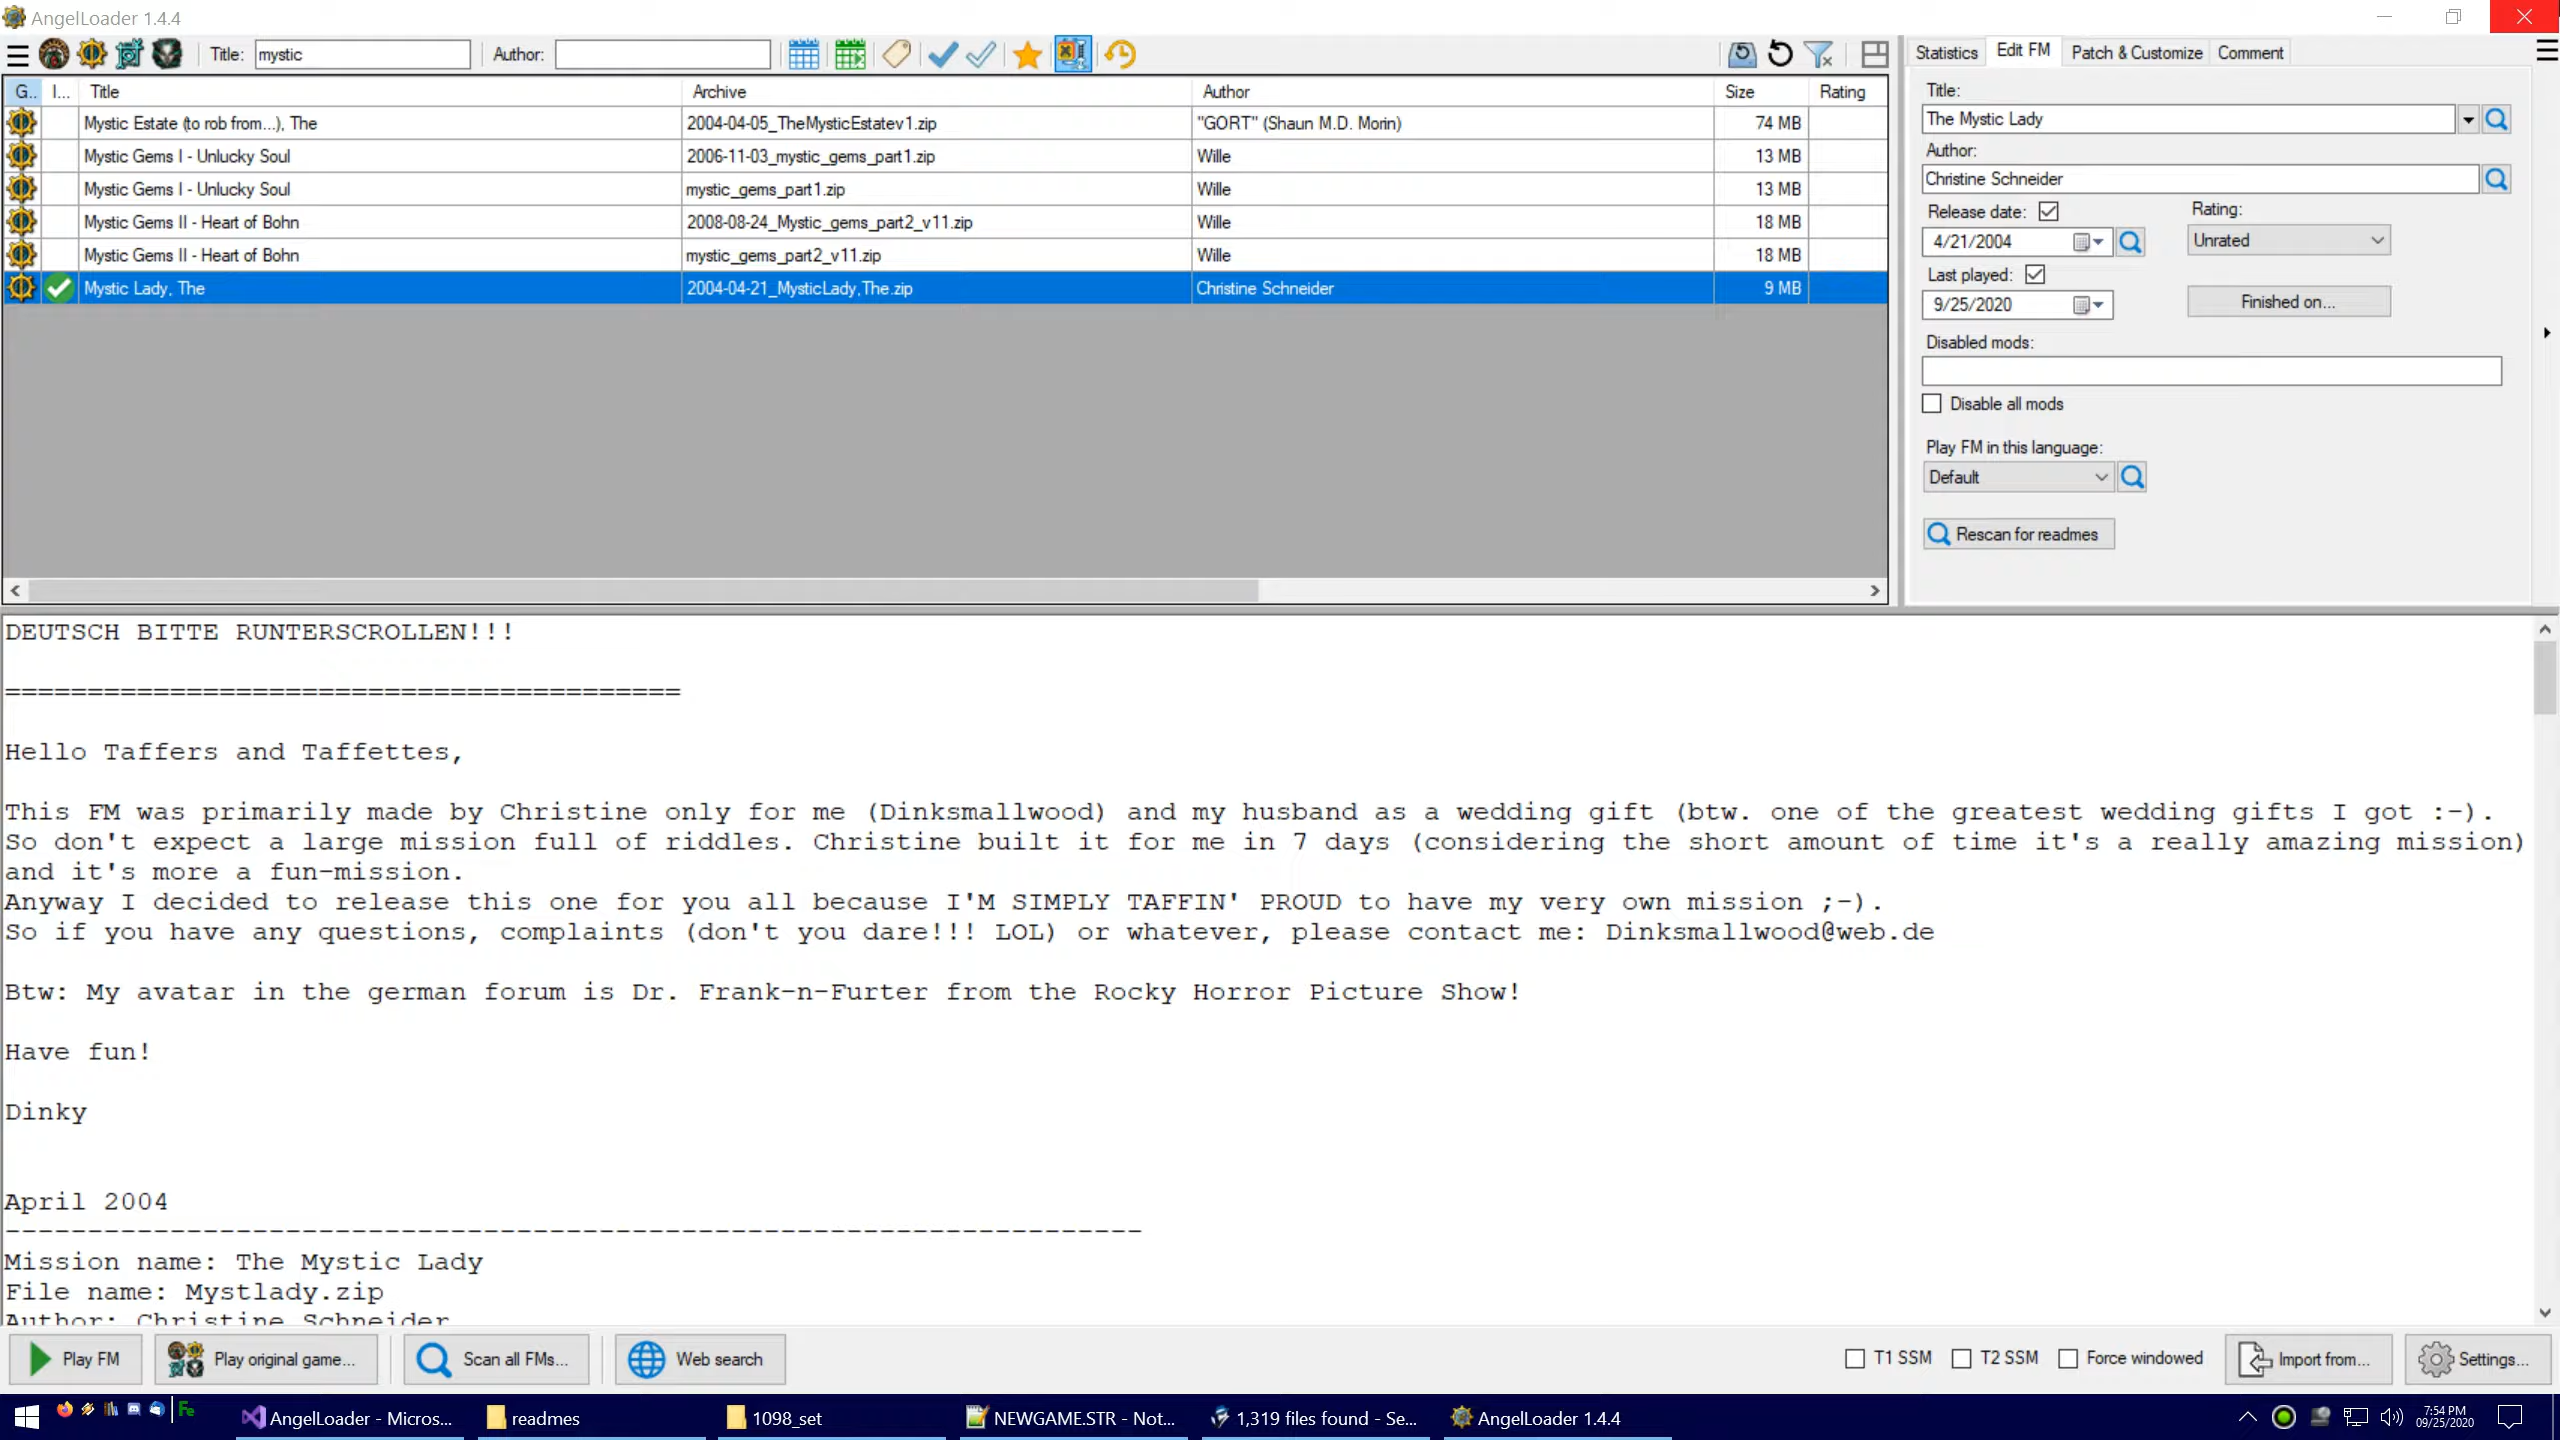 AngelLoader 1.4.4
Title: mystic Author:
G.. I... Title Archive Author Size Rating
Mystic Estate (to rob from...), The 2004-04-05_TheMysticEstatev1.zip "GORT" (Shaun M.D. Morin) 74 MB
Mystic Gems I - Unlucky Soul 2006-11-03_mystic_gems_part1.zip Wille 13 MB
Mystic Gems I - Unlucky Soul mystic_gems_part1.zip Wille 13 MB
Mystic Gems II - Heart of Bohn 2008-08-24_Mystic_gems_part2_v11.zip Wille 18 MB
Mystic Gems II - Heart of Bohn mystic_gems_part2_v11.zip Wille 18 MB
Mystic Lady, The 2004-04-21_MysticLady,The.zip Christine Schneider 9 MB
Statistics Edit FM Patch & Customize Comment
Title:
The Mystic Lady
Author:
Christine Schneider
Release date: Rating:
4/21/2004 Unrated
Last played:
9/25/2020 Finished on...
Disabled mods:
Disable all mods
Play FM in this language:
Default
Rescan for readmes
DEUTSCH BITTE RUNTERSCROLLEN!!!
=========================================
Hello Taffers and Taffettes,
This FM was primarily made by Christine only for me (Dinksmallwood) and my husband as a wedding gift (btw. one of the greatest wedding gifts I got :-).
So don't expect a large mission full of riddles. Christine built it for me in 7 days (considering the short amount of time it's a really amazing mission)
and it's more a fun-mission.
Anyway I decided to release this one for you all because I'M SIMPLY TAFFIN' PROUD to have my very own mission ;-).
So if you have any questions, complaints (don't you dare!!! LOL) or whatever, please contact me: Dinksmallwood@web.de
Btw: My avatar in the german forum is Dr. Frank-n-Furter from the Rocky Horror Picture Show!
Have fun!
Dinky
April 2004
---------------------------------------------------------------------
Mission name: The Mystic Lady
File name: Mystlady.zip
Author: Christine Schneider
Play FM Play original game... Scan all FMs... Web search T1 SSM T2 SSM Force windowed Import from... Settings...
Fe AngelLoader - Micros... readmes 1098_set NEWGAME.STR - Not... 1,319 files found - Se... AngelLoader 1.4.4 7:54 PM
09/25/2020